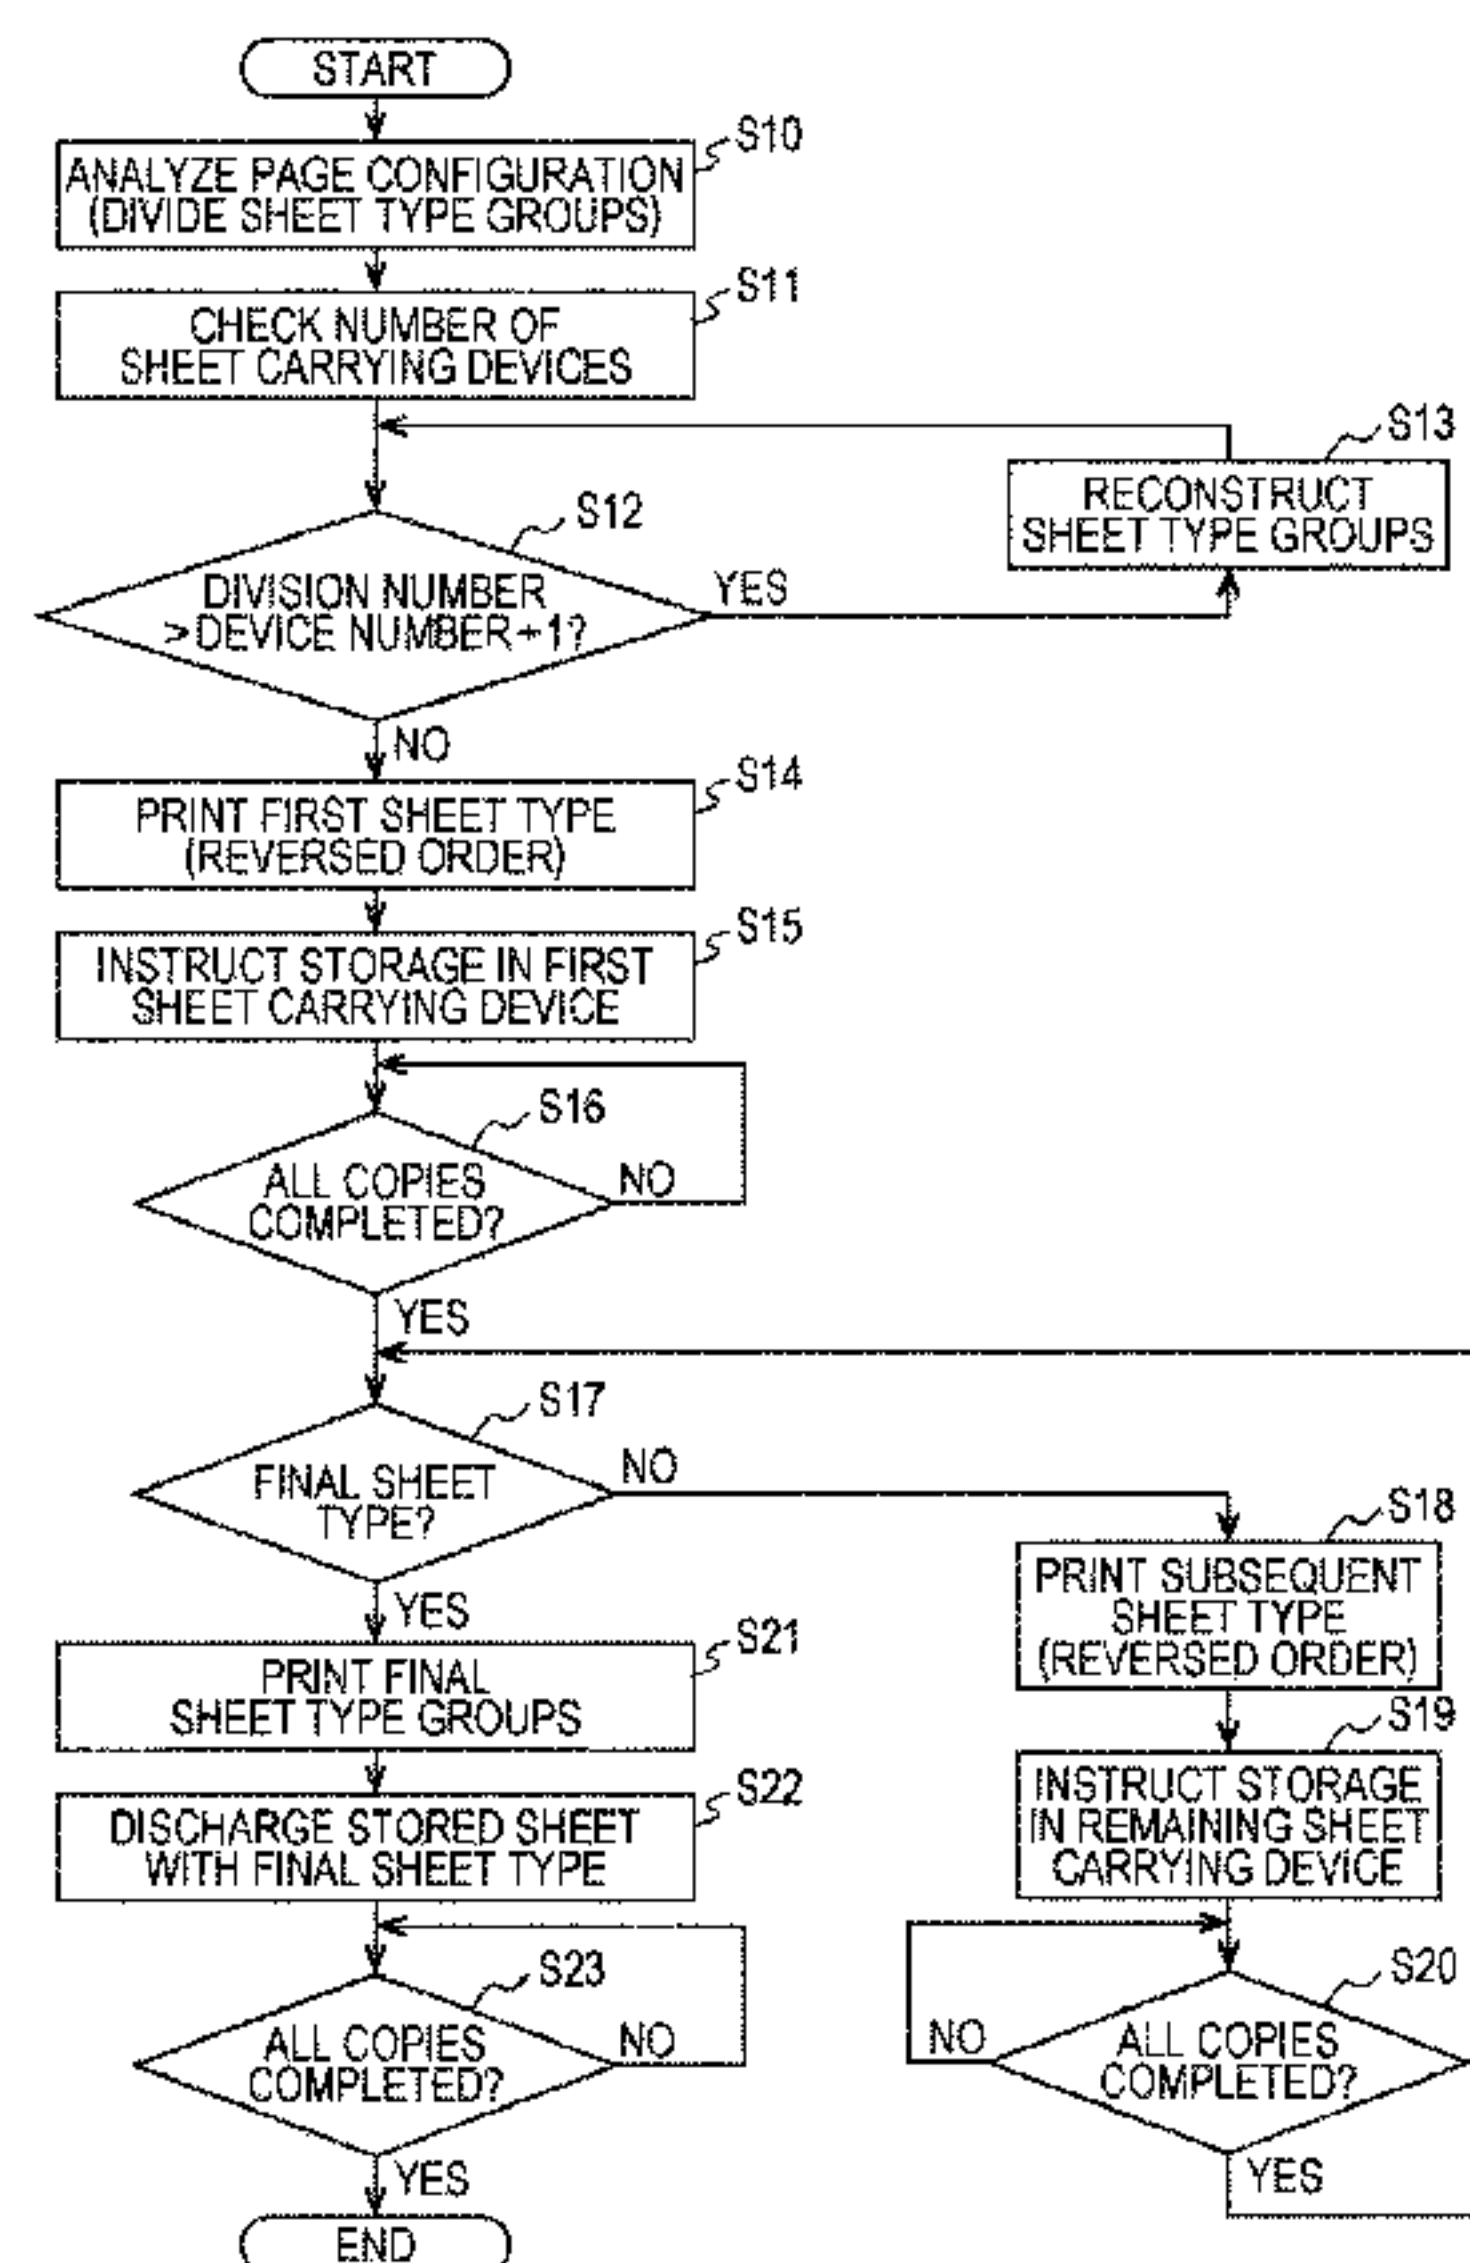 START
S10
ANALYZE PAGE CONFIGURATION
(DIVIDE SHEET TYPE GROUPS)
S11
CHECK NUMBER OF
SHEET CARRYING DEVICES
S13
RECONSTRUCT
SHEET TYPE GROUPS
S12
DIVISION NUMBER
>DEVICE NUMBER+1?
YES
NO
S14
PRINT FIRST SHEET TYPE
(REVERSED ORDER)
S15
INSTRUCT STORAGE IN FIRST
SHEET CARRYING DEVICE
S16
ALL COPIES
COMPLETED?
NO
YES
S17
FINAL SHEET
TYPE?
NO
YES
S18
PRINT SUBSEQUENT
SHEET TYPE
(REVERSED ORDER)
S19
INSTRUCT STORAGE
IN REMAINING SHEET
CARRYING DEVICE
S20
ALL COPIES
COMPLETED?
NO
YES
S21
PRINT FINAL
SHEET TYPE GROUPS
S22
DISCHARGE STORED SHEET
WITH FINAL SHEET TYPE
S23
ALL COPIES
COMPLETED?
NO
YES
END